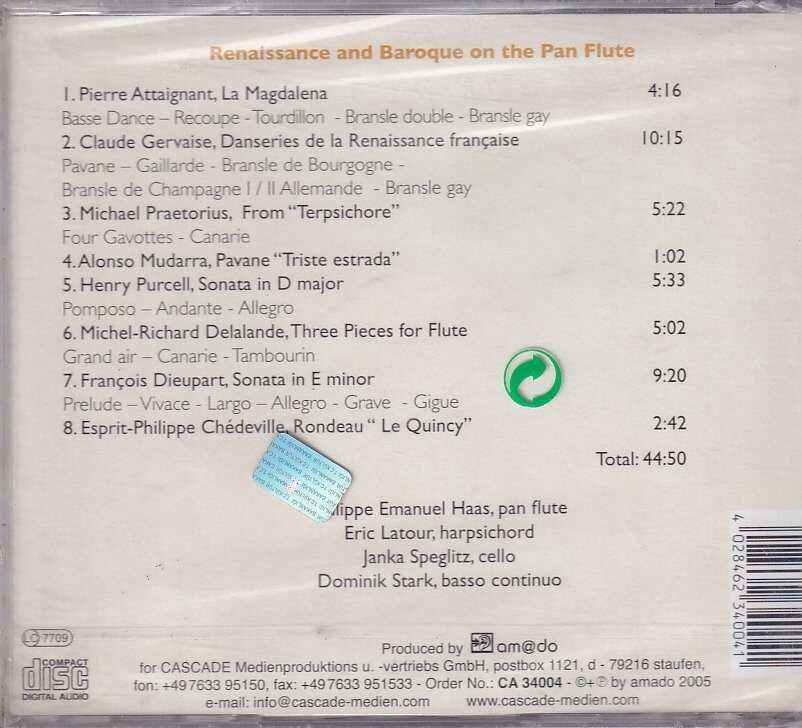 Renaissance and Baroque on the Pan Flute
1. Pierre Attaignant, La Magdalena 4:16
Basse Dance – Recoupe - Tourdillon - Bransle double - Bransle gay
2. Claude Gervaise, Danseries de la Renaissance française 10:15
Pavane – Gaillarde - Bransle de Bourgogne -
Bransle de Champagne I / II Allemande - Bransle gay
3. Michael Praetorius, From “Terpsichore” 5:22
Four Gavottes - Canarie
4. Alonso Mudarra, Pavane “Triste estrada” 1:02
5. Henry Purcell, Sonata in D major 5:33
Pomposo – Andante - Allegro
6. Michel-Richard Delalande, Three Pieces for Flute 5:02
Grand air – Canarie - Tambourin
7. François Dieupart, Sonata in E minor 9:20
Prelude – Vivace - Largo – Allegro - Grave - Gigue
8. Esprit-Philippe Chédeville, Rondeau “ Le Quincy” 2:42
Total: 44:50
Emanuel Haas, pan flute
Eric Latour, harpsichord
Janka Speglitz, cello
Dominik Stark, basso continuo
4 028462 340041
LC 7709
COMPACT
disc
DIGITAL AUDIO
Produced by am@do
for CASCADE Medienproduktions u. -vertriebs GmbH, postbox 1121, d - 79216 staufen,
fon: +49 7633 95150, fax: +49 7633 951533 - Order No.: CA 34004 - ©+℗ by amado 2005
e-mail: info@cascade-medien.com www.cascade-medien.com